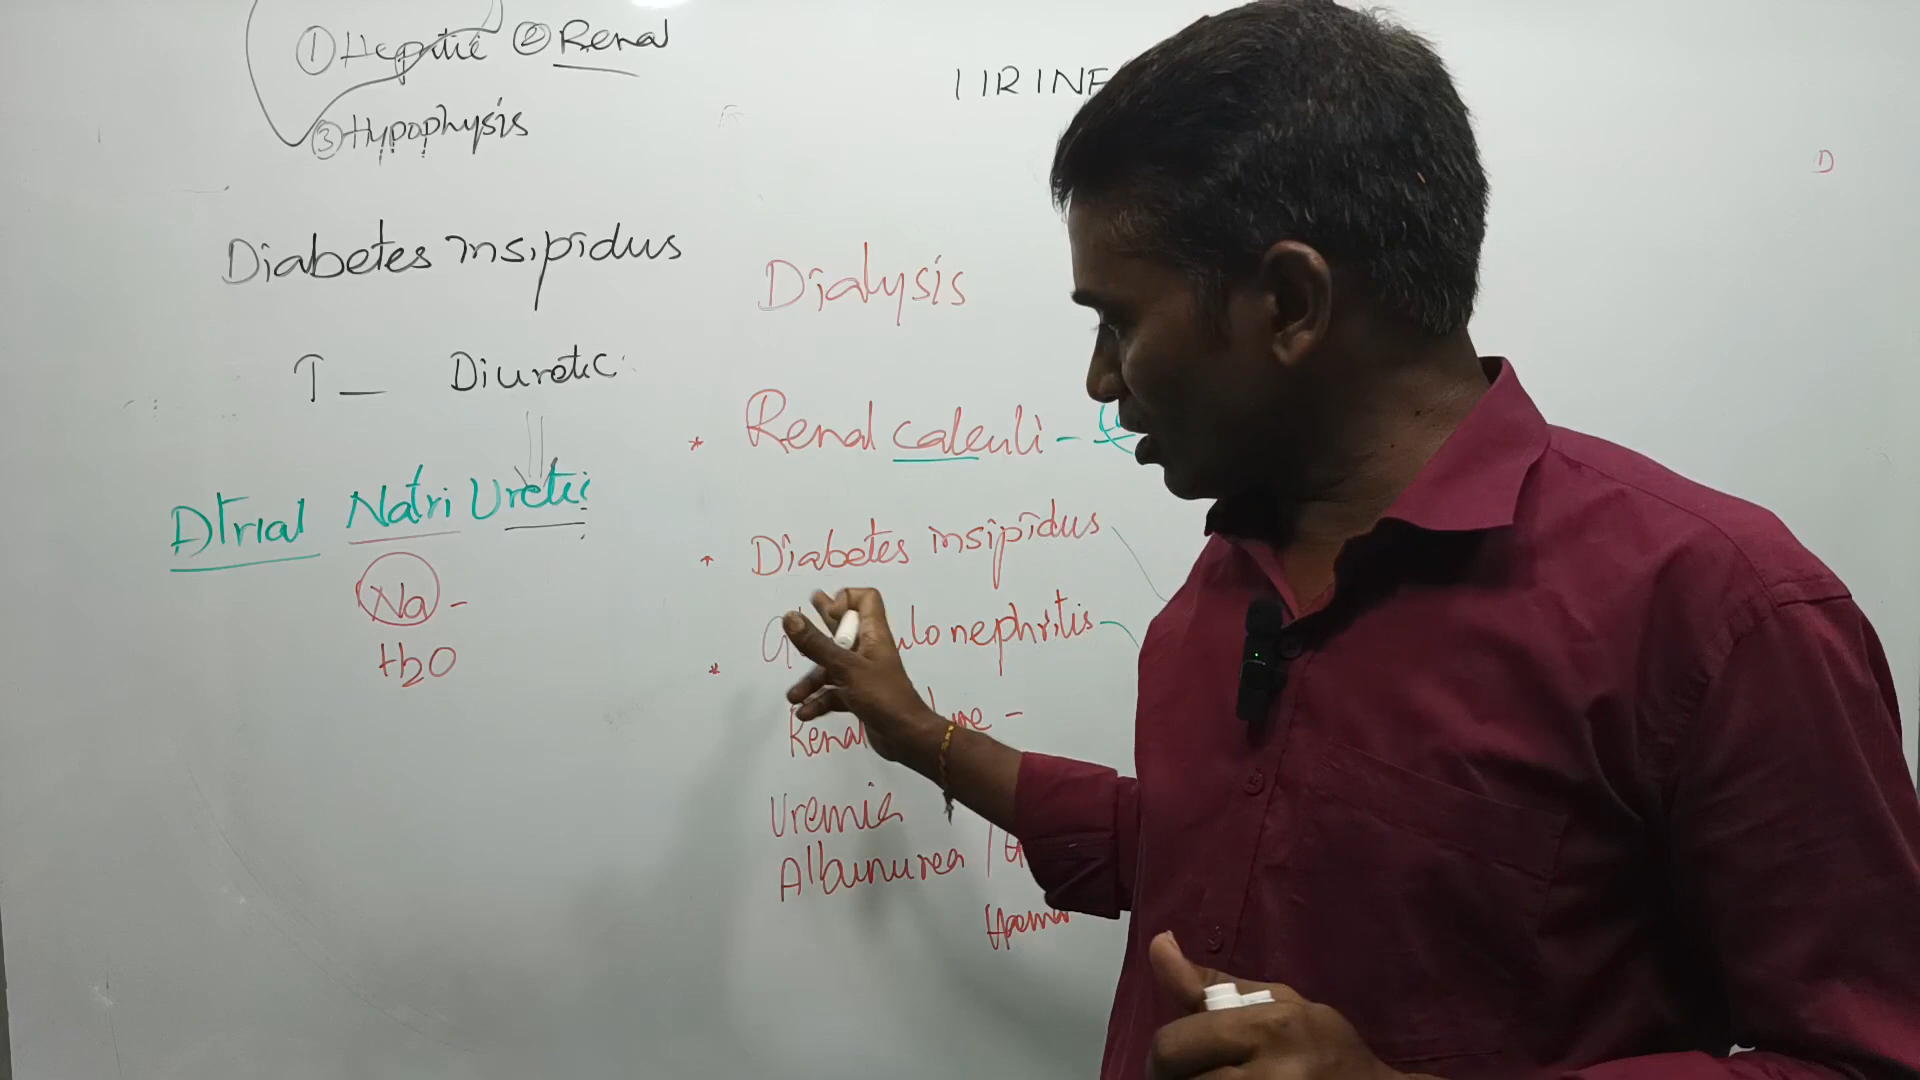 ① Hepatic ② Renal
③ Hypophysis
URINE
D
Diabetes insipidus
T — Diuretic
Atrial Natri Uretic
Na -
H2O
Dialysis
* Renal calculi -
* Diabetes insipidus
* nephritis
Renal
Uremia
Albunurea /